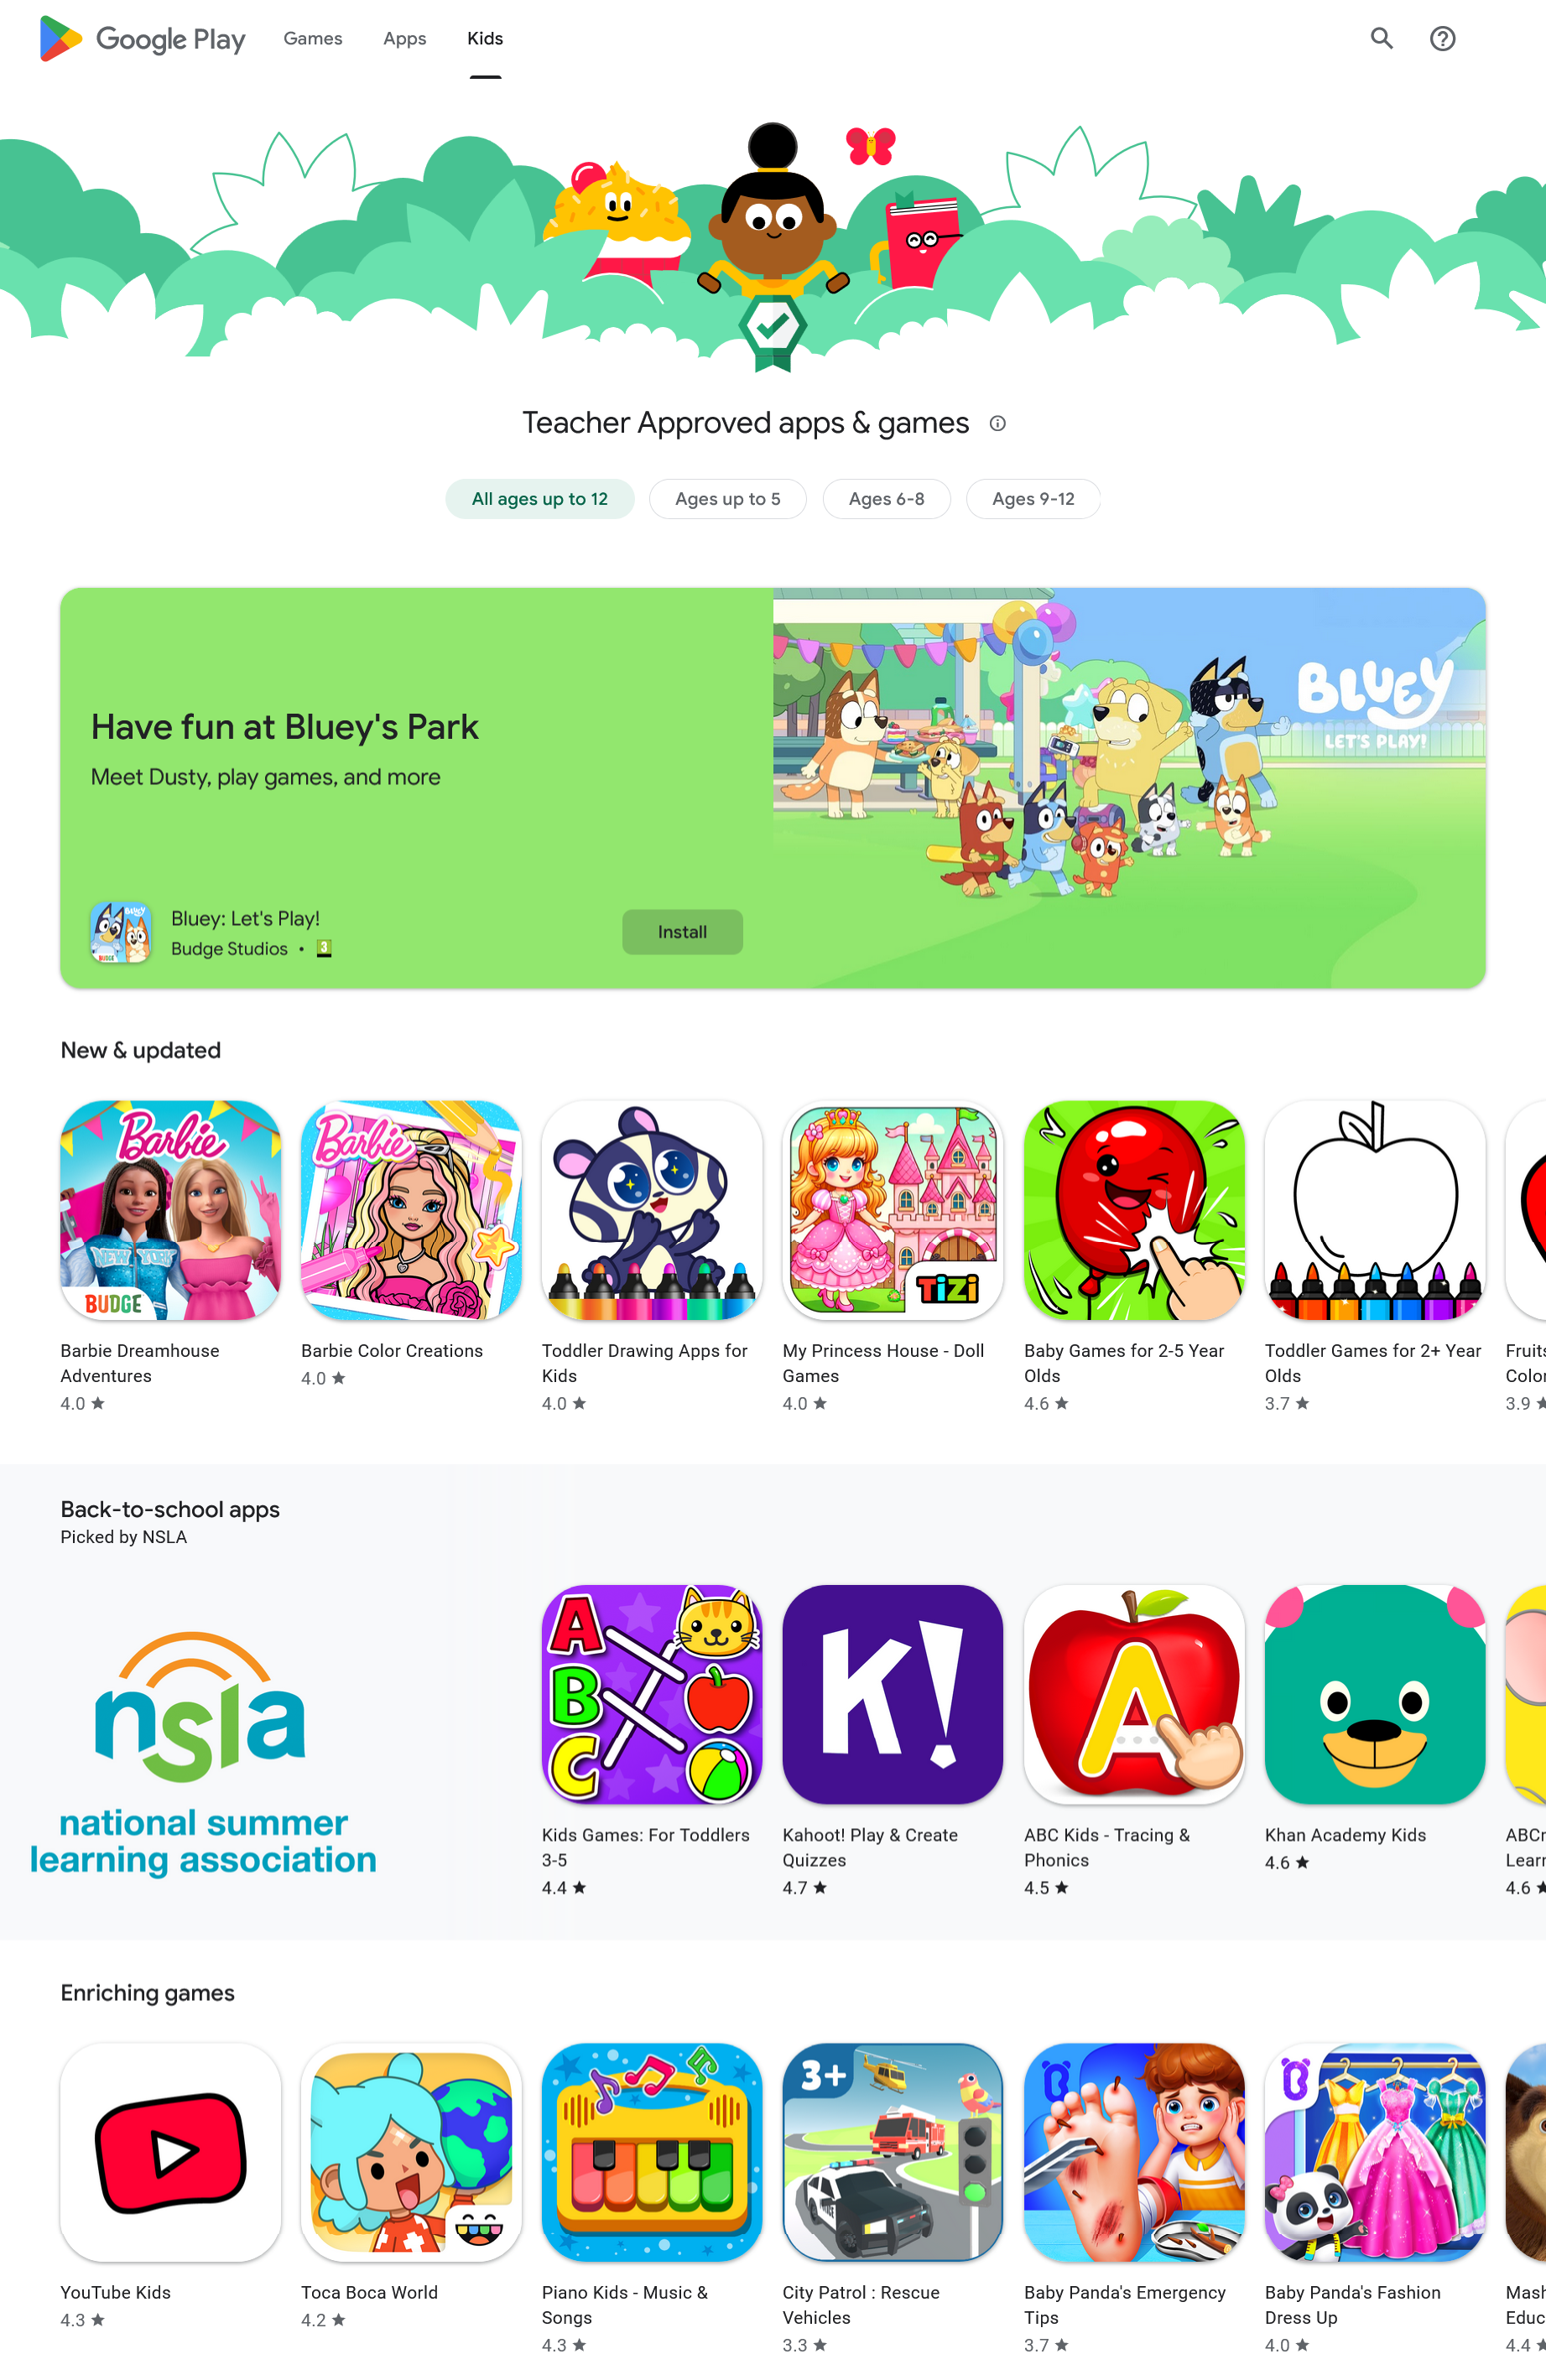 Google Play Games Apps Kids
Teacher Approved apps & games
All ages up to 12 Ages up to 5 Ages 6-8 Ages 9-12
Have fun at Bluey's Park
Meet Dusty, play games, and more
BLUEY
LET'S PLAY!
Bluey: Let's Play!
Budge Studios • 3
Install
New & updated
Barbie
NEW YORK
BUDGE
Barbie
TiZi
Barbie Dreamhouse
Adventures
4.0
Barbie Color Creations
4.0
Toddler Drawing Apps for
Kids
4.0
My Princess House - Doll
Games
4.0
Baby Games for 2-5 Year
Olds
4.6
Toddler Games for 2+ Year
Olds
3.7
Fruits
Color
3.9
Back-to-school apps
Picked by NSLA
nsla
national summer
learning association
A
B
C
K!
A
Kids Games: For Toddlers
3-5
4.4
Kahoot! Play & Create
Quizzes
4.7
ABC Kids - Tracing &
Phonics
4.5
Khan Academy Kids
4.6
Learn
4.6
Enriching games
3+
YouTube Kids
4.3
Toca Boca World
4.2
Piano Kids - Music &
Songs
4.3
City Patrol : Rescue
Vehicles
3.3
Baby Panda's Emergency
Tips
3.7
Baby Panda's Fashion
Dress Up
4.0
Mash
Educ
4.4